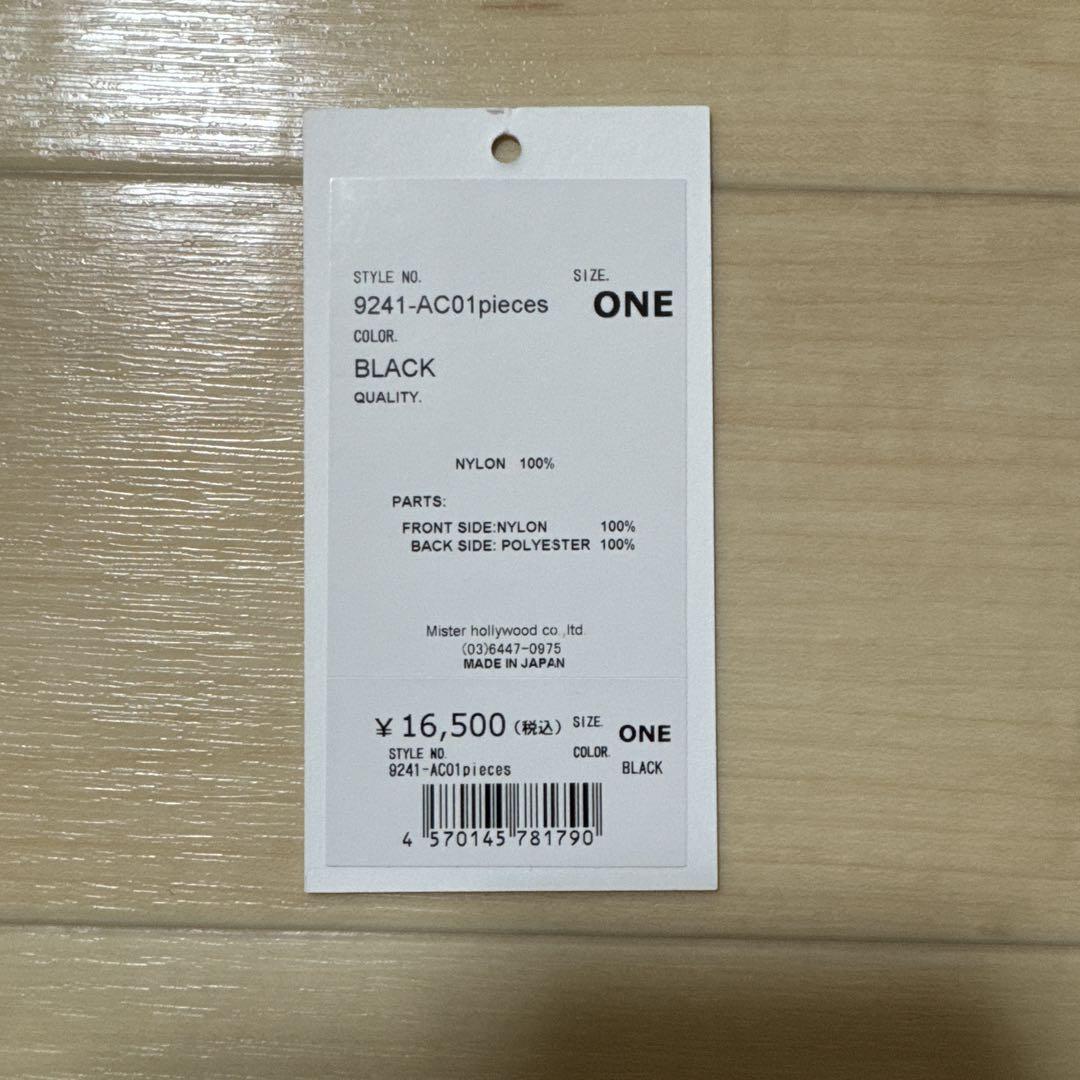 STYLE NO. SIZE.
9241-AC01pieces ONE
COLOR.
BLACK
QUALITY.
NYLON 100%
PARTS:
FRONT SIDE:NYLON 100%
BACK SIDE: POLYESTER 100%
Mister hollywood co.,ltd.
(03)6447-0975
MADE IN JAPAN
¥ 16,500(税込) SIZE. ONE
STYLE NO. COLOR.
9241-AC01pieces BLACK
4 570145 781790